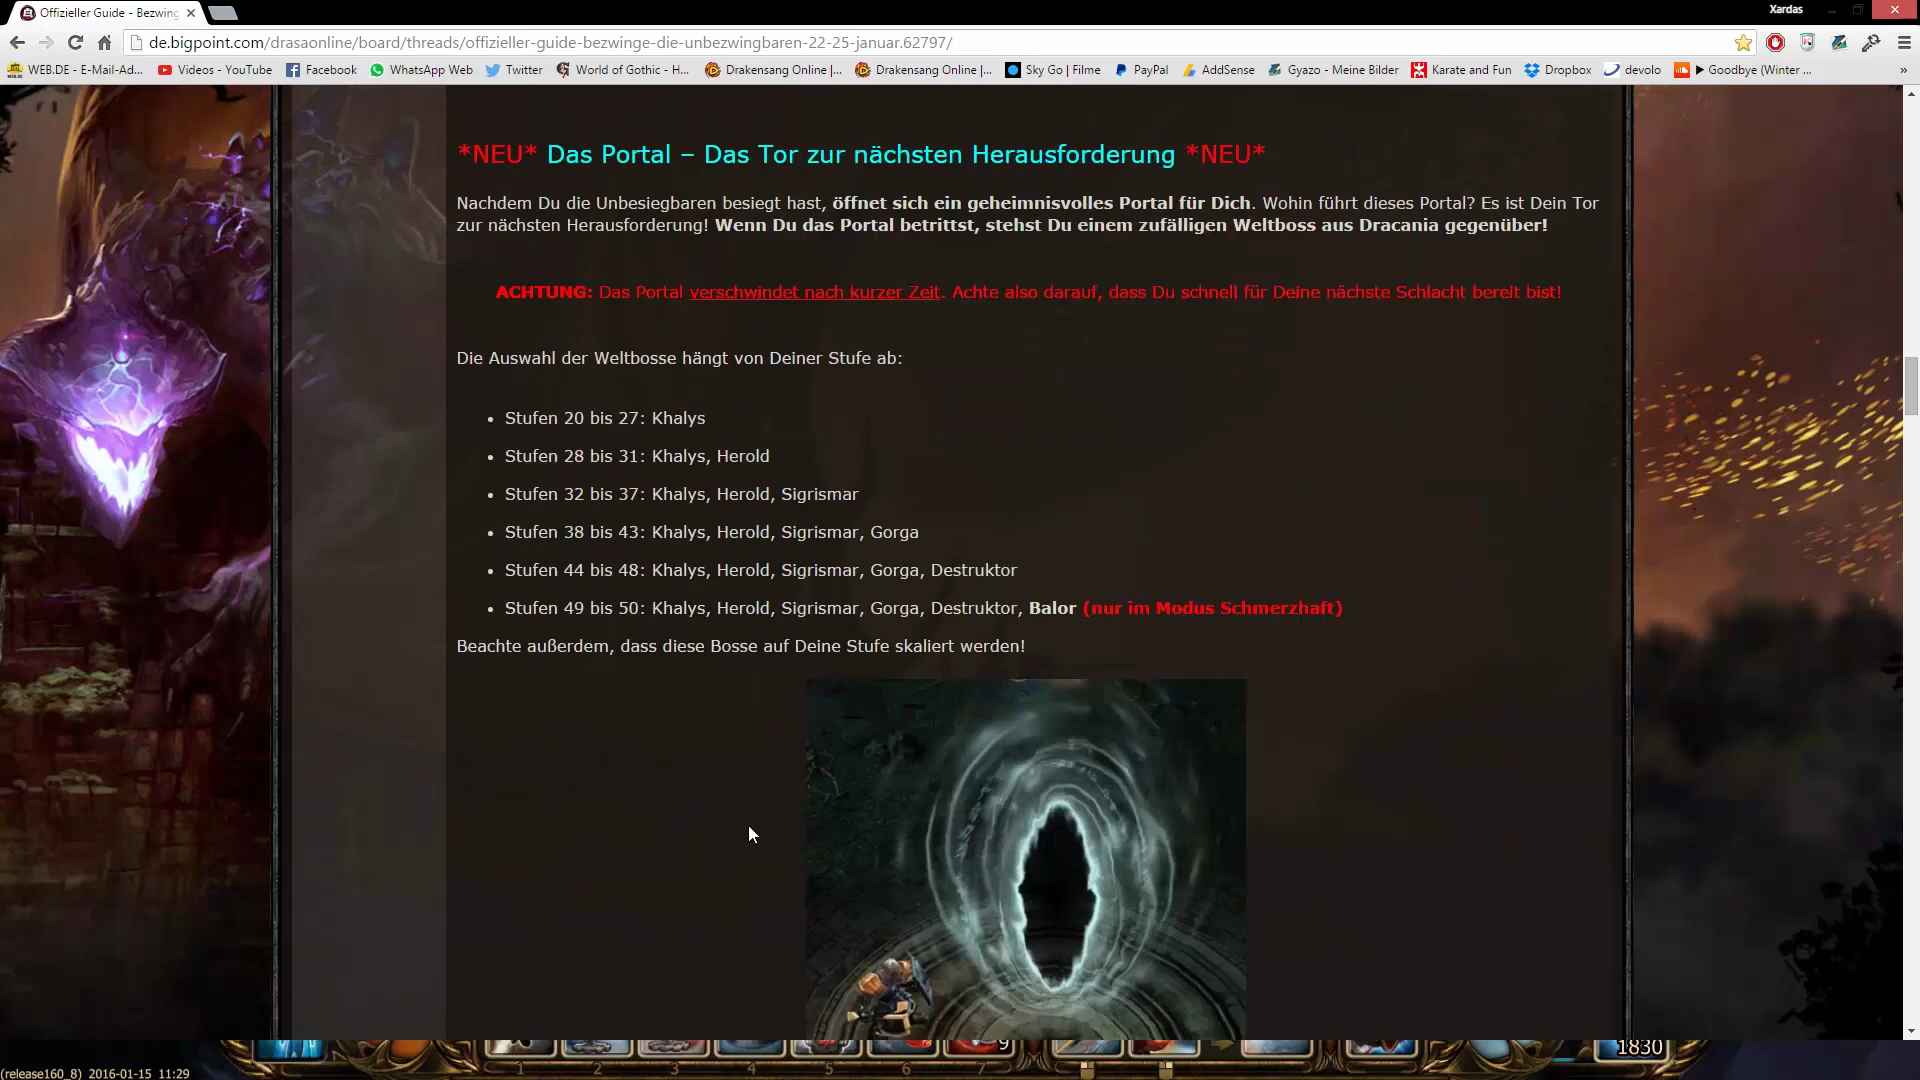 Offizieller Guide - Bezwing
Xardas
de.bigpoint.com/drasaonline/board/threads/offizieller-guide-bezwinge-die-unbezwingbaren-22-25-januar.62797/
WEB.DE - E-Mail-Ad... Videos - YouTube Facebook WhatsApp Web Twitter World of Gothic - H... Drakensang Online |... Drakensang Online |... Sky Go | Filme PayPal AddSense Gyazo - Meine Bilder Karate and Fun Dropbox devolo Goodbye (Winter ... »
*NEU* Das Portal – Das Tor zur nächsten Herausforderung *NEU*
Nachdem Du die Unbesiegbaren besiegt hast, öffnet sich ein geheimnisvolles Portal für Dich. Wohin führt dieses Portal? Es ist Dein Tor
zur nächsten Herausforderung! Wenn Du das Portal betrittst, stehst Du einem zufälligen Weltboss aus Dracania gegenüber!
ACHTUNG: Das Portal verschwindet nach kurzer Zeit. Achte also darauf, dass Du schnell für Deine nächste Schlacht bereit bist!
Die Auswahl der Weltbosse hängt von Deiner Stufe ab:
• Stufen 20 bis 27: Khalys
• Stufen 28 bis 31: Khalys, Herold
• Stufen 32 bis 37: Khalys, Herold, Sigrismar
• Stufen 38 bis 43: Khalys, Herold, Sigrismar, Gorga
• Stufen 44 bis 48: Khalys, Herold, Sigrismar, Gorga, Destruktor
• Stufen 49 bis 50: Khalys, Herold, Sigrismar, Gorga, Destruktor, Balor (nur im Modus Schmerzhaft)
Beachte außerdem, dass diese Bosse auf Deine Stufe skaliert werden!
9
1830
1 2 3 4 5 6 7
(release160_8) 2016-01-15 11:29